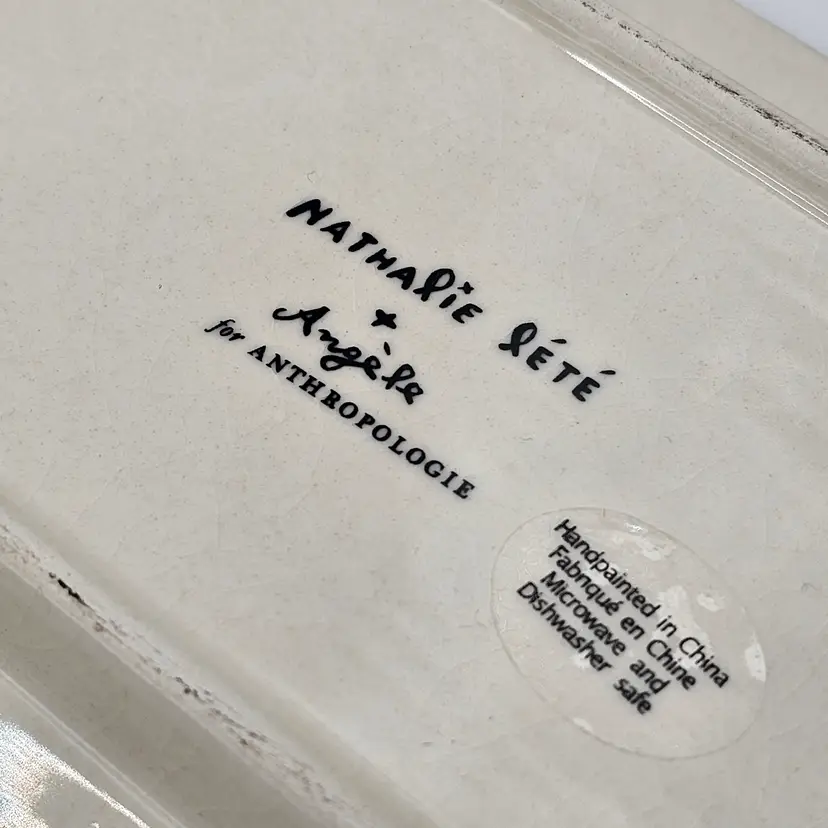 NATHALIE LÉTÉ
+
Angèle
for ANTHROPOLOGIE
Handpainted in China
Fabriqué en Chine
Microwave and
Dishwasher safe